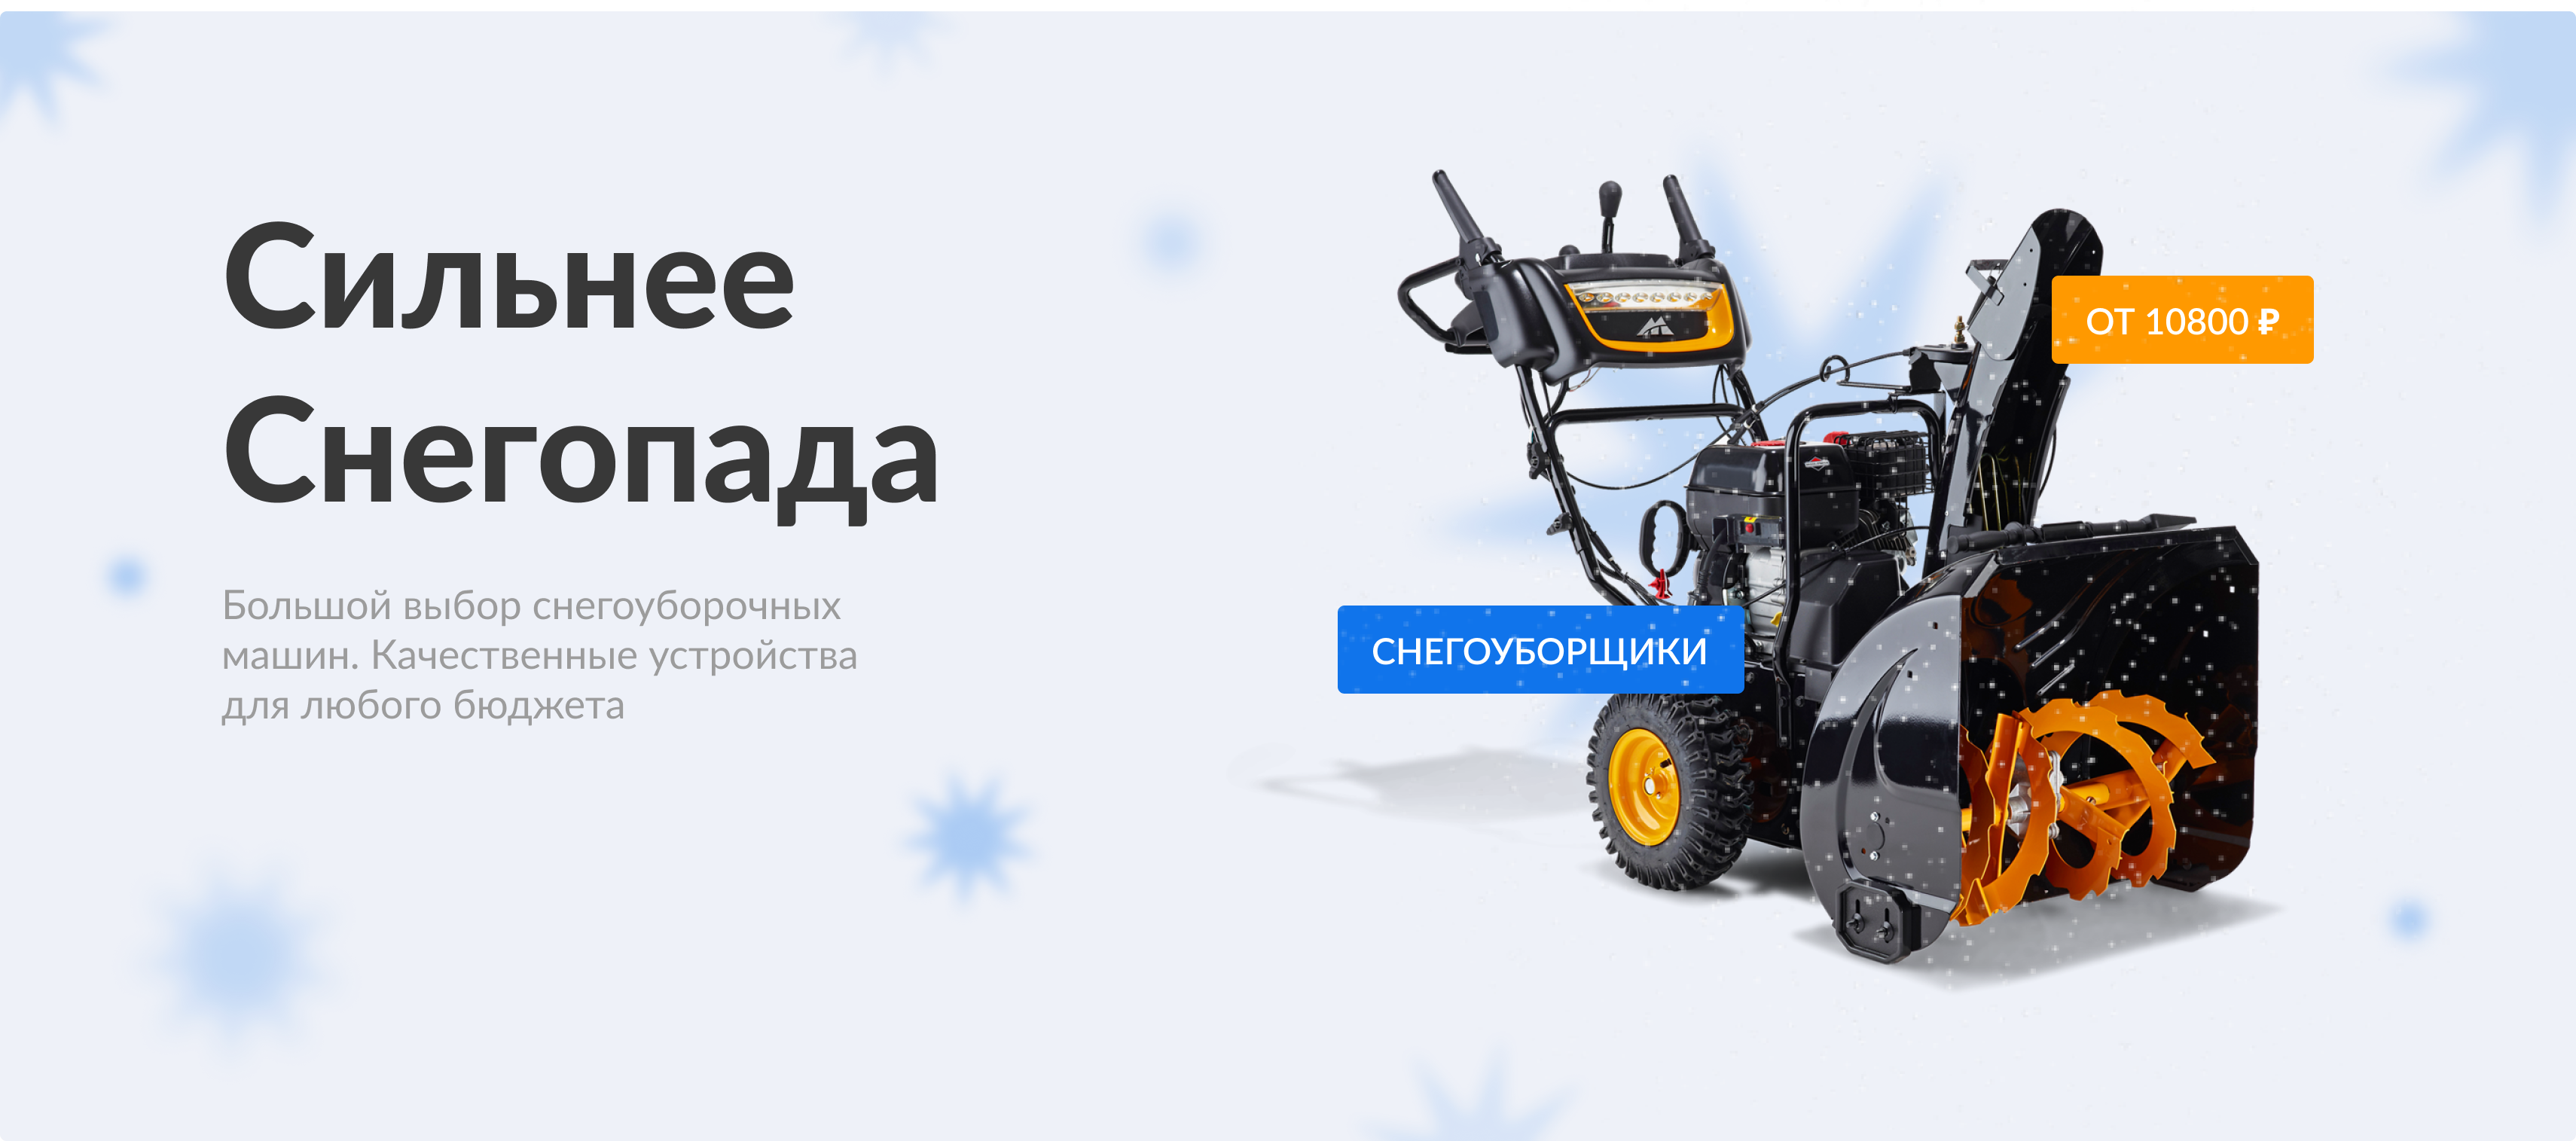 Сильнее
Снегопада
Большой выбор снегоуборочных
машин. Качественные устройства
для любого бюджета
ОТ 10800 ₽
СНЕГОУБОРЩИКИ